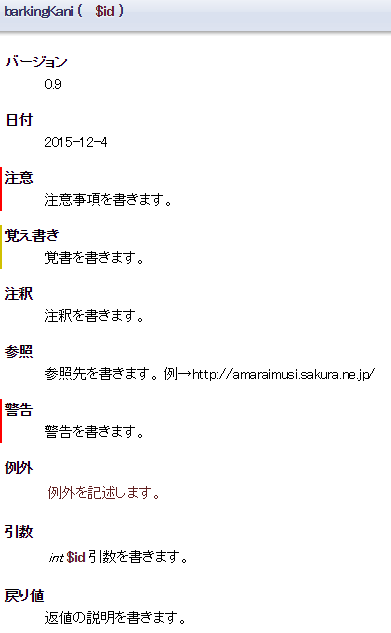 barkingKani ( $id )
バージョン
0.9
日付
2015-12-4
注意
注意事項を書きます。
覚え書き
覚書を書きます。
注釈
注釈を書きます。
参照
参照先を書きます。例→http://amaraimusi.sakura.ne.jp/
警告
警告を書きます。
例外
例外を記述します。
引数
int $id 引数を書きます。
戻り値
返値の説明を書きます。